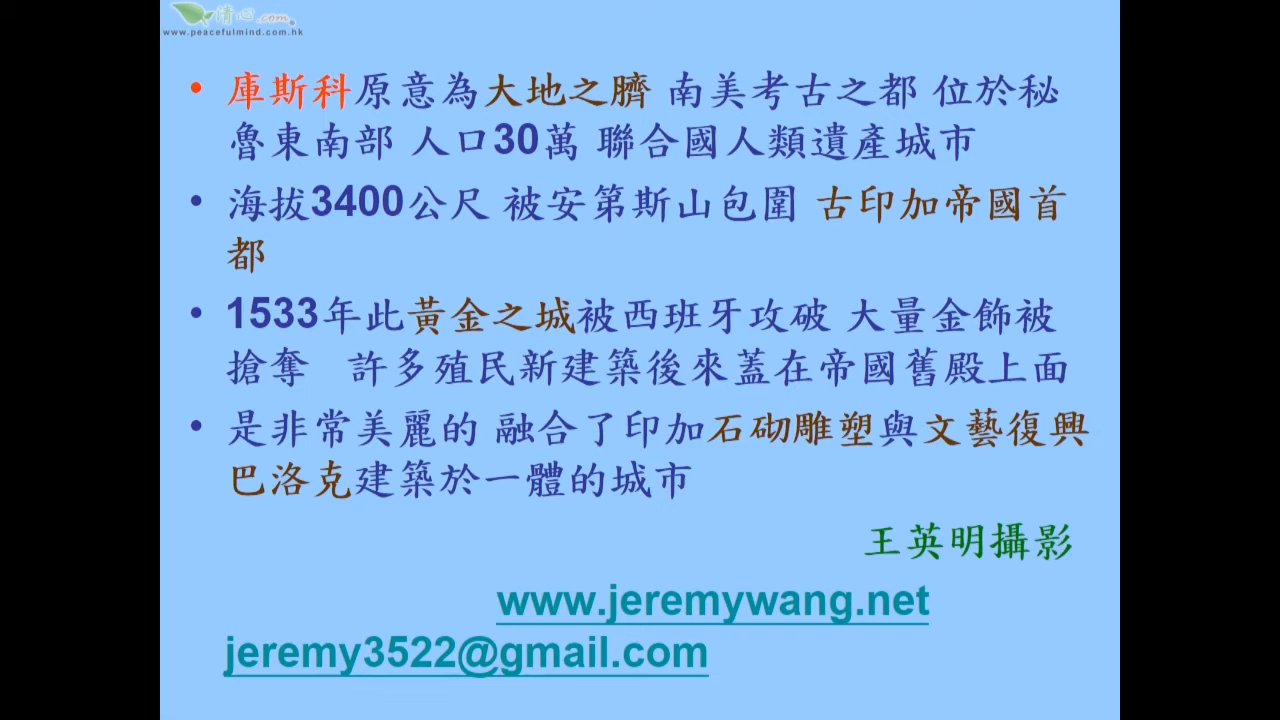 清心.com
www.peacefulmind.com.hk
• 庫斯科原意為大地之臍 南美考古之都 位於秘
魯東南部 人口30萬 聯合國人類遺產城市
• 海拔3400公尺 被安第斯山包圍 古印加帝國首
都
• 1533年此黃金之城被西班牙攻破 大量金飾被
搶奪 許多殖民新建築後來蓋在帝國舊殿上面
• 是非常美麗的 融合了印加石砌雕塑與文藝復興
巴洛克建築於一體的城市
王英明攝影
www.jeremywang.net
jeremy3522@gmail.com